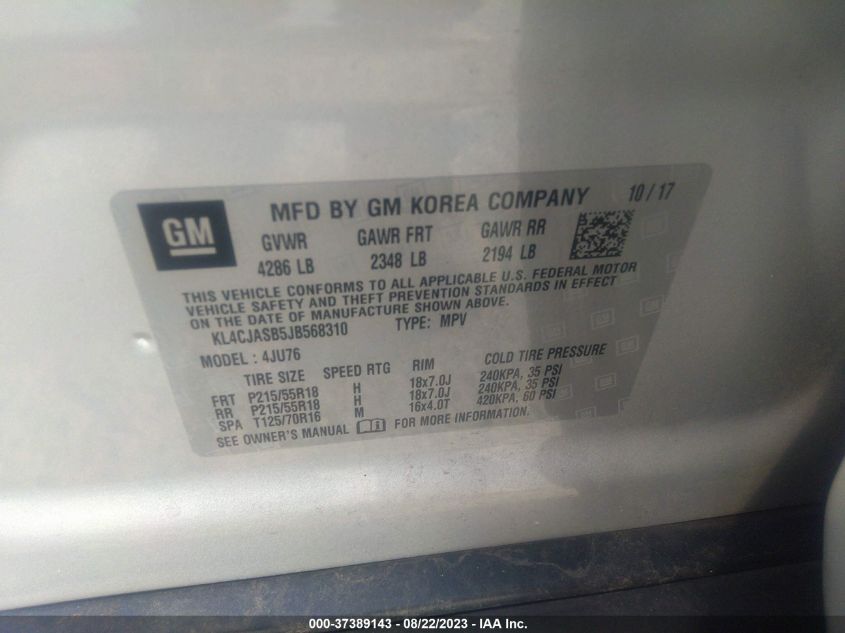 GM
MFD BY GM KOREA COMPANY 10 / 17
GVWR GAWR FRT GAWR RR
4286 LB 2348 LB 2194 LB
THIS VEHICLE CONFORMS TO ALL APPLICABLE U.S. FEDERAL MOTOR
VEHICLE SAFETY AND THEFT PREVENTION STANDARDS IN EFFECT
ON THE DATE OF MANUFACTURE SHOWN ABOVE.
KL4CJASB5JB568310 TYPE: MPV
MODEL : 4JU76
TIRE SIZE SPEED RTG RIM COLD TIRE PRESSURE
FRT P215/55R18 H 18x7.0J 240KPA, 35 PSI
RR P215/55R18 H 18x7.0J 240KPA, 35 PSI
SPA T125/70R16 M 16x4.0T 420KPA, 60 PSI
SEE OWNER'S MANUAL FOR MORE INFORMATION.
000-37389143 - 08/22/2023 - IAA Inc.